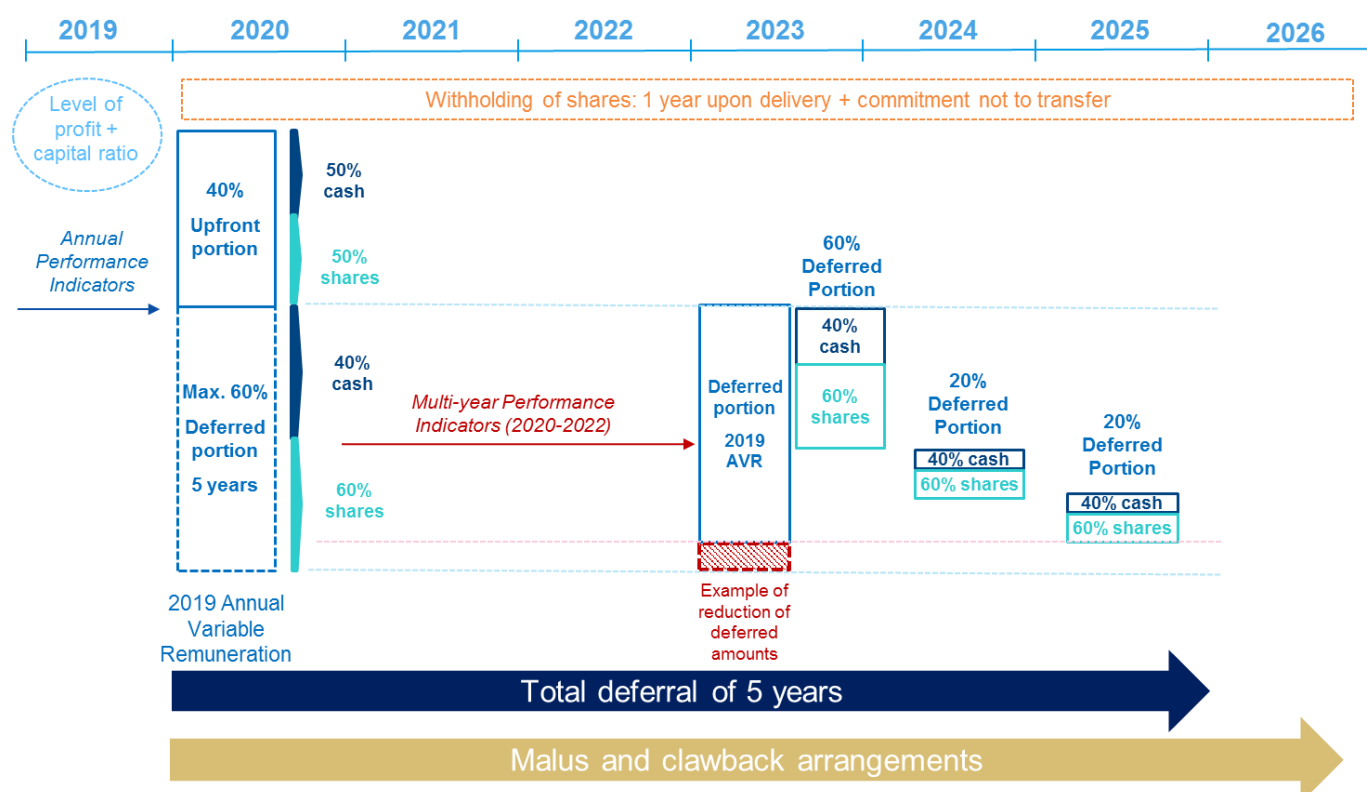 2019 2020 2021 2022 2023 2024 2025 2026
Withholding of shares: 1 year upon delivery + commitment not to transfer
Level of
profit +
capital ratio
Annual
Performance
Indicators
40%
Upfront
portion
50%
cash
50%
shares
Max. 60%
Deferred
portion
5 years
40%
cash
60%
shares
2019 Annual
Variable
Remuneration
Multi-year Performance
Indicators (2020-2022)
Deferred
portion
2019
AVR
Example of
reduction of
deferred
amounts
60%
Deferred
Portion
40%
cash
60%
shares
20%
Deferred
Portion
40% cash
60% shares
20%
Deferred
Portion
40% cash
60% shares
Total deferral of 5 years
Malus and clawback arrangements